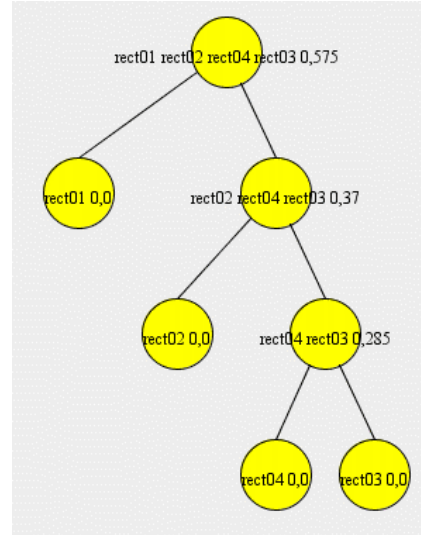 rect01 rect02 rect04 rect03 0,575
rect01 0,0
rect02 rect04 rect03 0,37
rect02 0,0
rect04 rect03 0,285
rect04 0,0
rect03 0,0